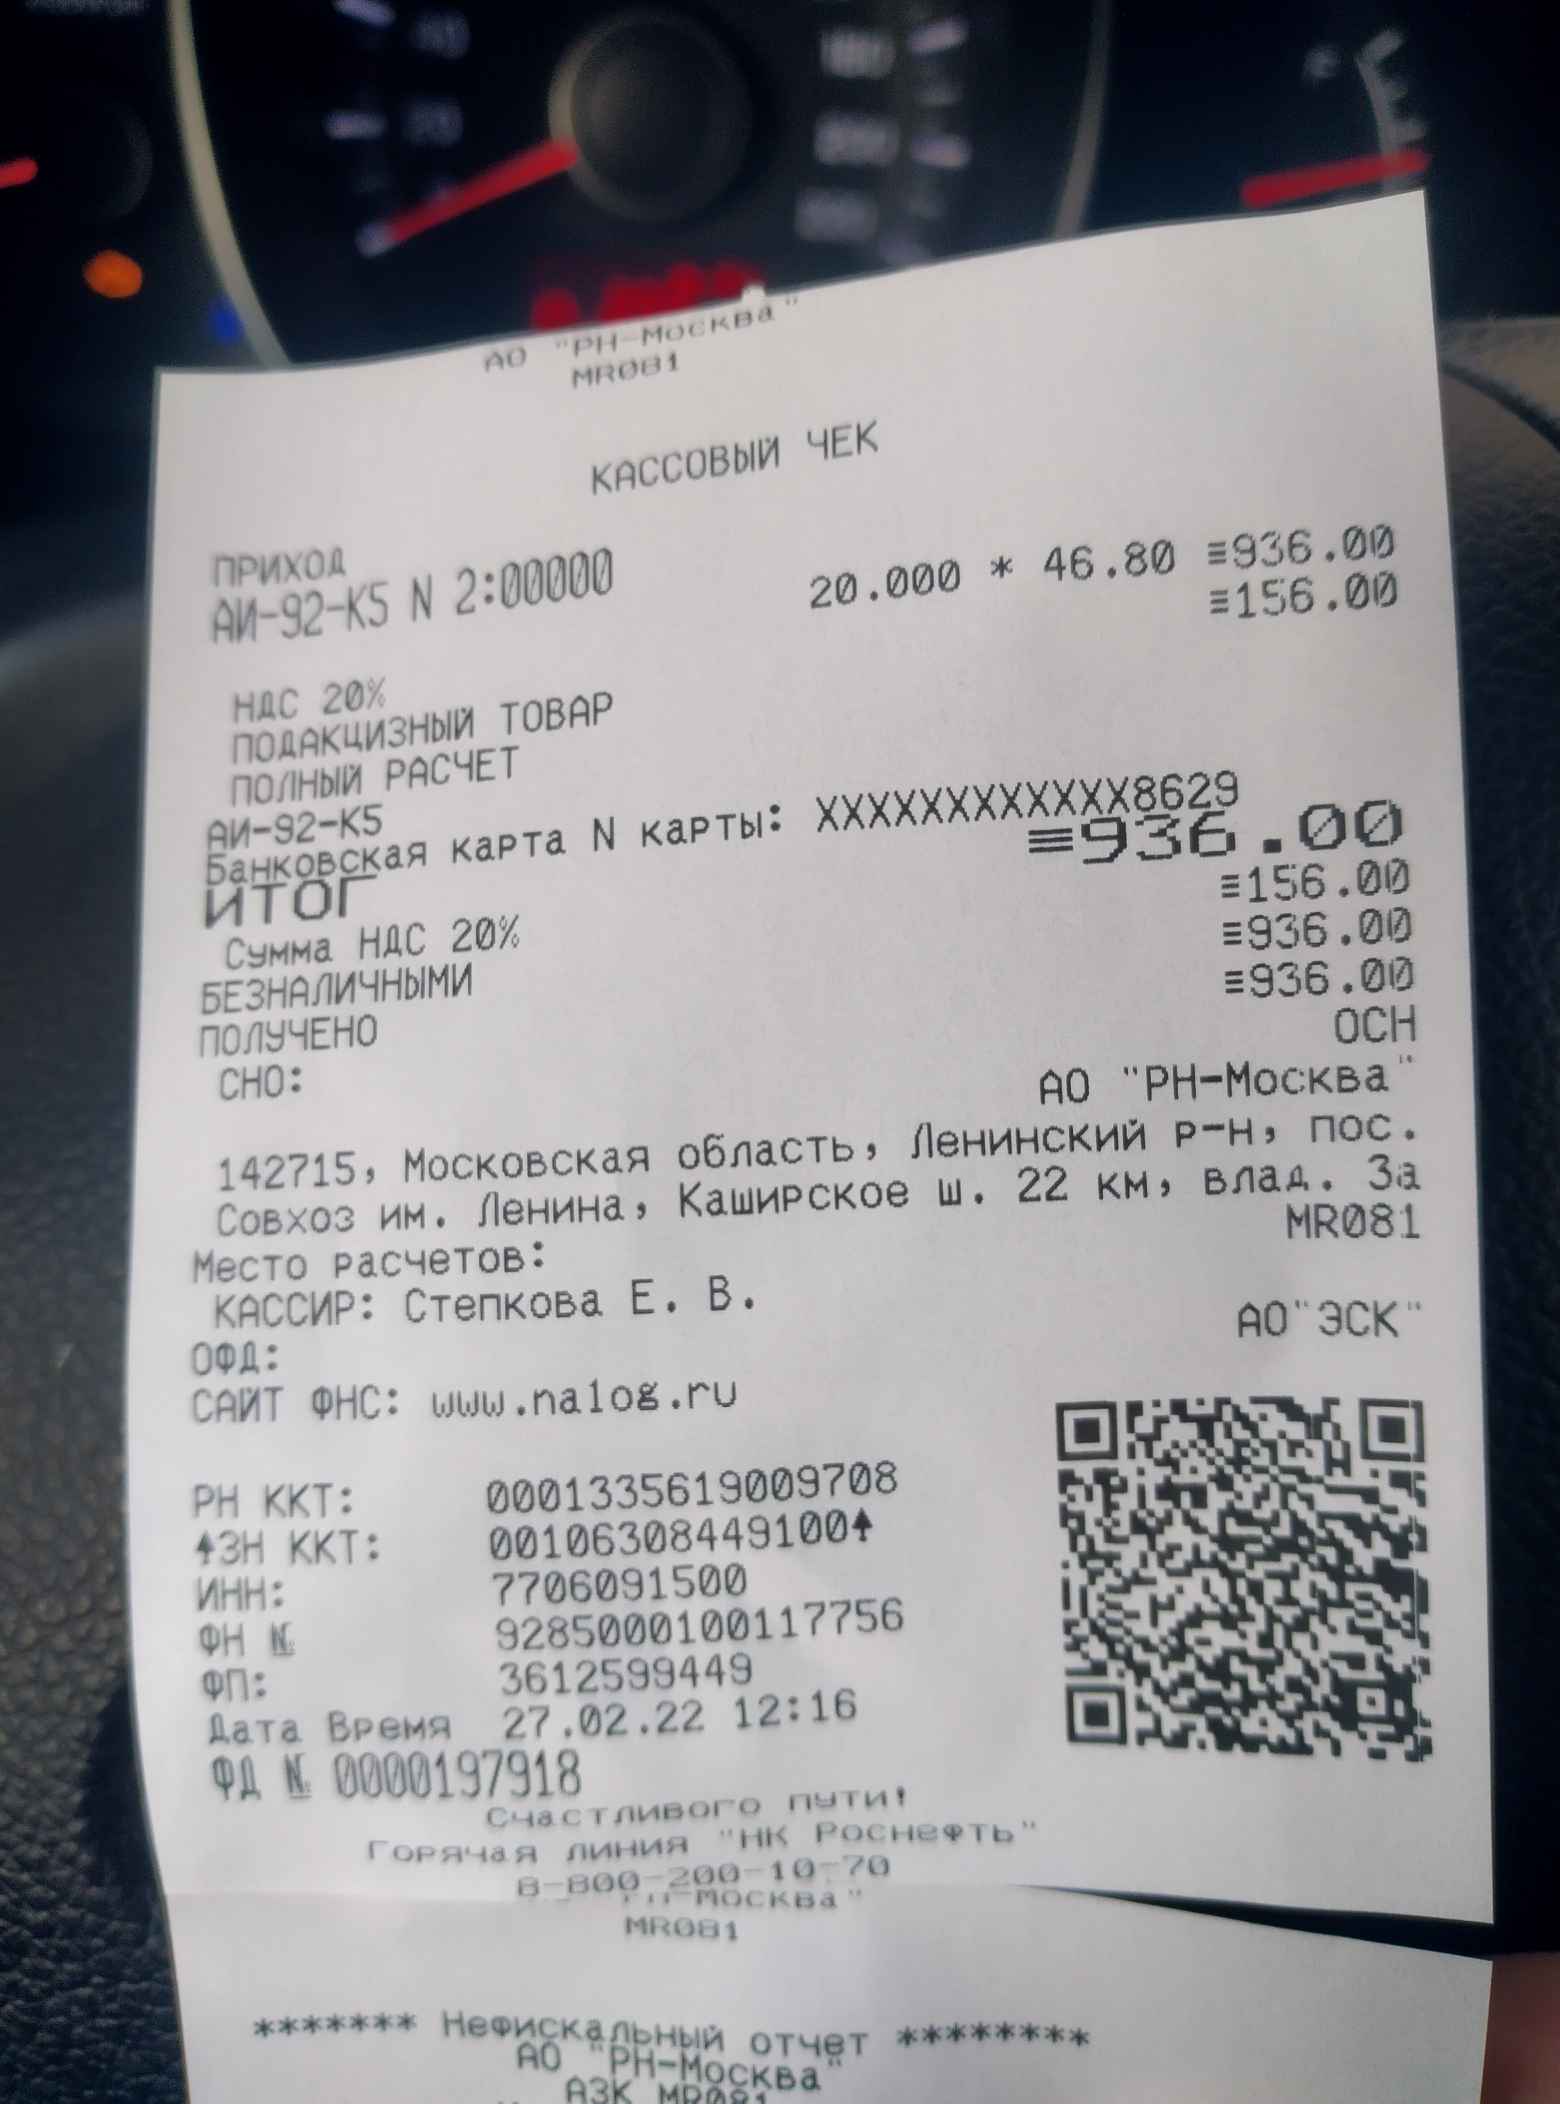 АО "РН-Москва"
MR081
КАССОВЫЙ ЧЕК
ПРИХОД
АИ-92-К5 N 2:00000
20.000 * 46.80 ≡936.00
≡156.00
НДС 20%
ПОДАКЦИЗНЫЙ ТОВАР
ПОЛНЫЙ РАСЧЕТ
АИ-92-К5
Банковская карта N карты: XXXXXXXXXXXX8629
ИТОГ ≡936.00
Сумма НДС 20% ≡156.00
БЕЗНАЛИЧНЫМИ ≡936.00
ПОЛУЧЕНО ≡936.00
СНО: ОСН
АО "РН-Москва"
142715, Московская область, Ленинский р-н, пос.
Совхоз им. Ленина, Каширское ш. 22 км, влад. 3а
Место расчетов: MR081
КАССИР: Степкова Е. В.
ОФД: АО"ЭСК"
САЙТ ФНС: www.nalog.ru
РН ККТ: 0001335619009708
↑ЗН ККТ: 00106308449100↑
ИНН: 7706091500
ФН № 9285000100117756
ФП: 3612599449
Дата Время 27.02.22 12:16
ФД № 0000197918
Счастливого пути!
Горячая линия "НК Роснефть"
8-800-200-10-70
РН-Москва"
MR081
******* Нефискальный отчет ********
АО "РН-Москва"
АЗК MR081